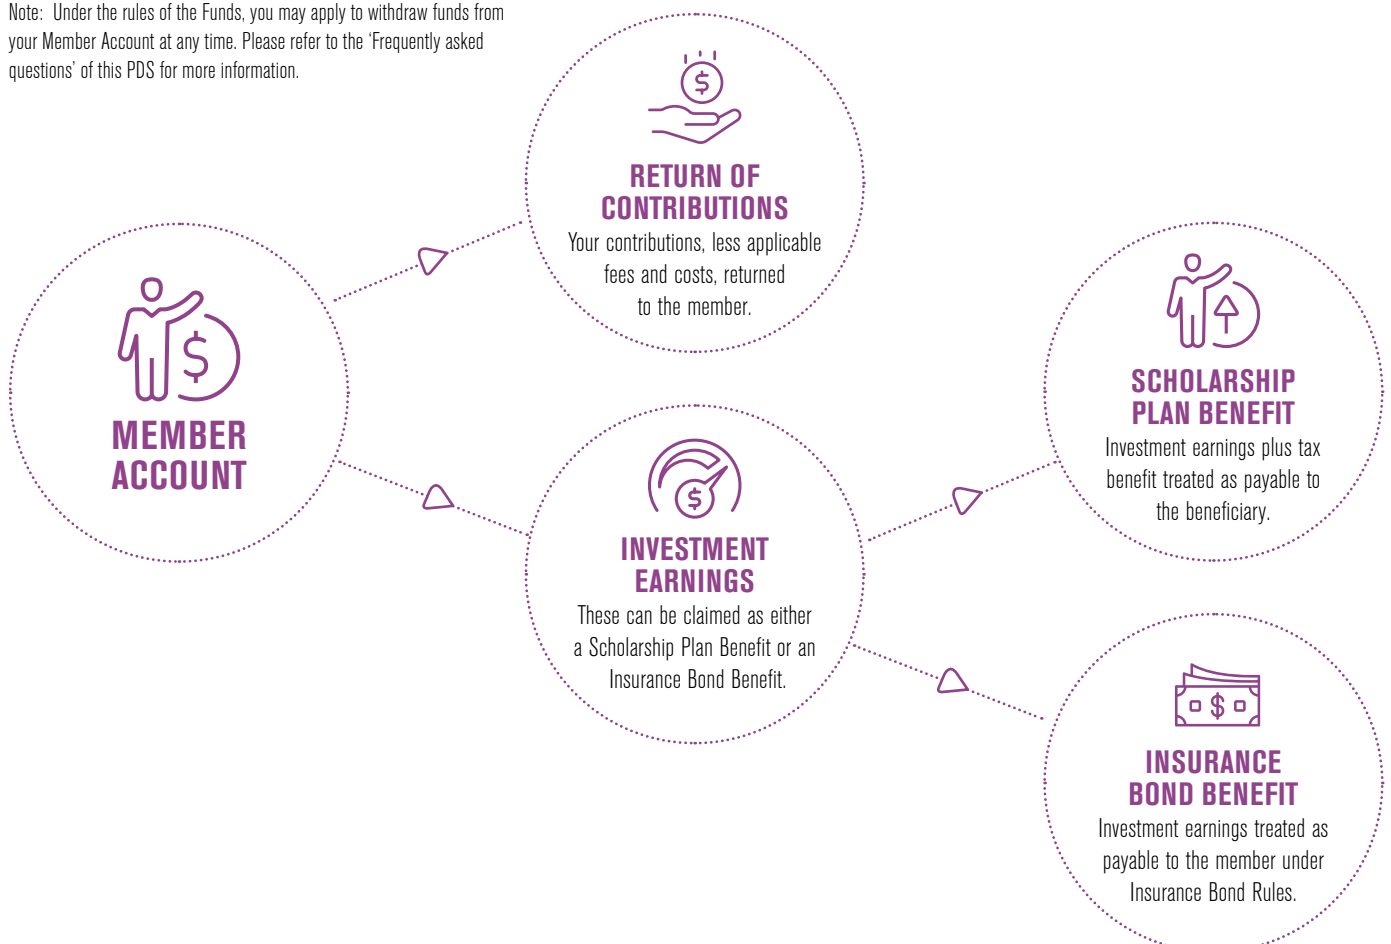 Note: Under the rules of the Funds, you may apply to withdraw funds from
your Member Account at any time. Please refer to the ‘Frequently asked
questions’ of this PDS for more information.
RETURN OF
CONTRIBUTIONS
Your contributions, less applicable
fees and costs, returned
to the member.
MEMBER
ACCOUNT
INVESTMENT
EARNINGS
These can be claimed as either
a Scholarship Plan Benefit or an
Insurance Bond Benefit.
SCHOLARSHIP
PLAN BENEFIT
Investment earnings plus tax
benefit treated as payable to
the beneficiary.
INSURANCE
BOND BENEFIT
Investment earnings treated as
payable to the member under
Insurance Bond Rules.